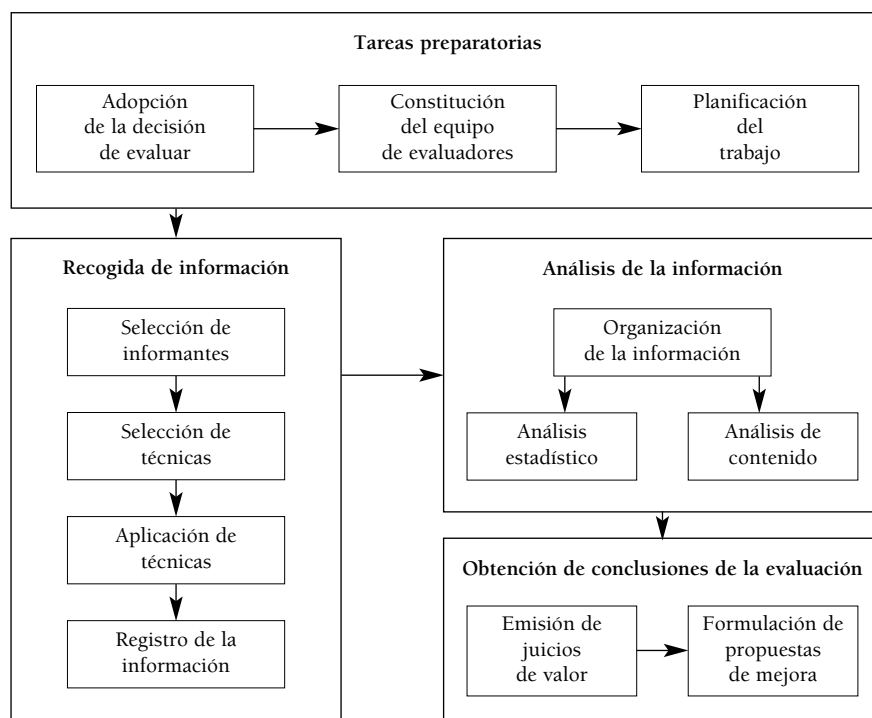 Tareas preparatorias
Adopción
de la decisión
de evaluar
Constitución
del equipo
de evaluadores
Planificación
del
trabajo
Recogida de información
Selección de
informantes
Selección de
técnicas
Aplicación de
técnicas
Registro de la
información
Análisis de la información
Organización
de la información
Análisis
estadístico
Análisis de
contenido
Obtención de conclusiones de la evaluación
Emisión de
juicios
de valor
Formulación de
propuestas
de mejora